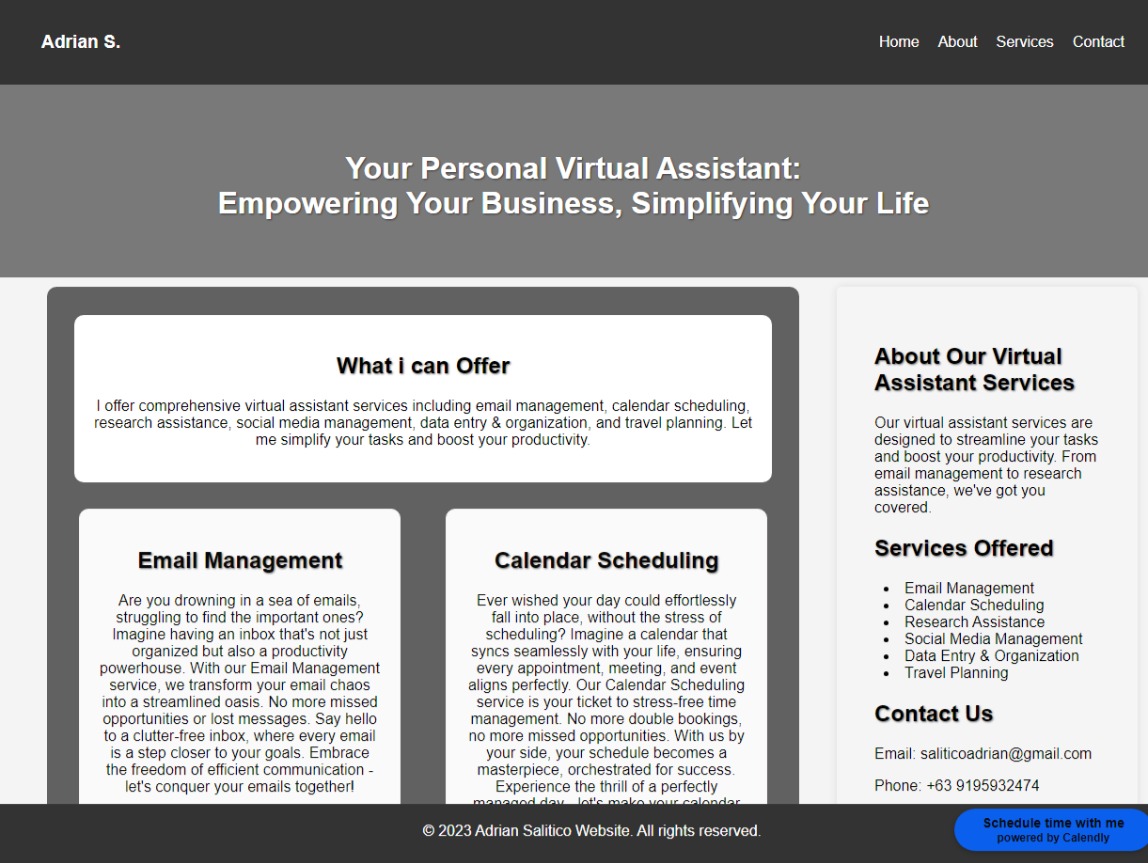 Adrian S.
Home About Services Contact
Your Personal Virtual Assistant:
Empowering Your Business, Simplifying Your Life
What i can Offer
I offer comprehensive virtual assistant services including email management, calendar scheduling,
research assistance, social media management, data entry & organization, and travel planning. Let
me simplify your tasks and boost your productivity.
Email Management
Are you drowning in a sea of emails,
struggling to find the important ones?
Imagine having an inbox that's not just
organized but also a productivity
powerhouse. With our Email Management
service, we transform your email chaos
into a streamlined oasis. No more missed
opportunities or lost messages. Say hello
to a clutter-free inbox, where every email
is a step closer to your goals. Embrace
the freedom of efficient communication -
let's conquer your emails together!
Calendar Scheduling
Ever wished your day could effortlessly
fall into place, without the stress of
scheduling? Imagine a calendar that
syncs seamlessly with your life, ensuring
every appointment, meeting, and event
aligns perfectly. Our Calendar Scheduling
service is your ticket to stress-free time
management. No more double bookings,
no more missed opportunities. With us by
your side, your schedule becomes a
masterpiece, orchestrated for success.
Experience the thrill of a perfectly
managed day - let's make your calendar
About Our Virtual
Assistant Services
Our virtual assistant services are
designed to streamline your tasks
and boost your productivity. From
email management to research
assistance, we've got you
covered.
Services Offered
• Email Management
• Calendar Scheduling
• Research Assistance
• Social Media Management
• Data Entry & Organization
• Travel Planning
Contact Us
Email: saliticoadrian@gmail.com
Phone: +63 9195932474
© 2023 Adrian Salitico Website. All rights reserved.
Schedule time with me
powered by Calendly